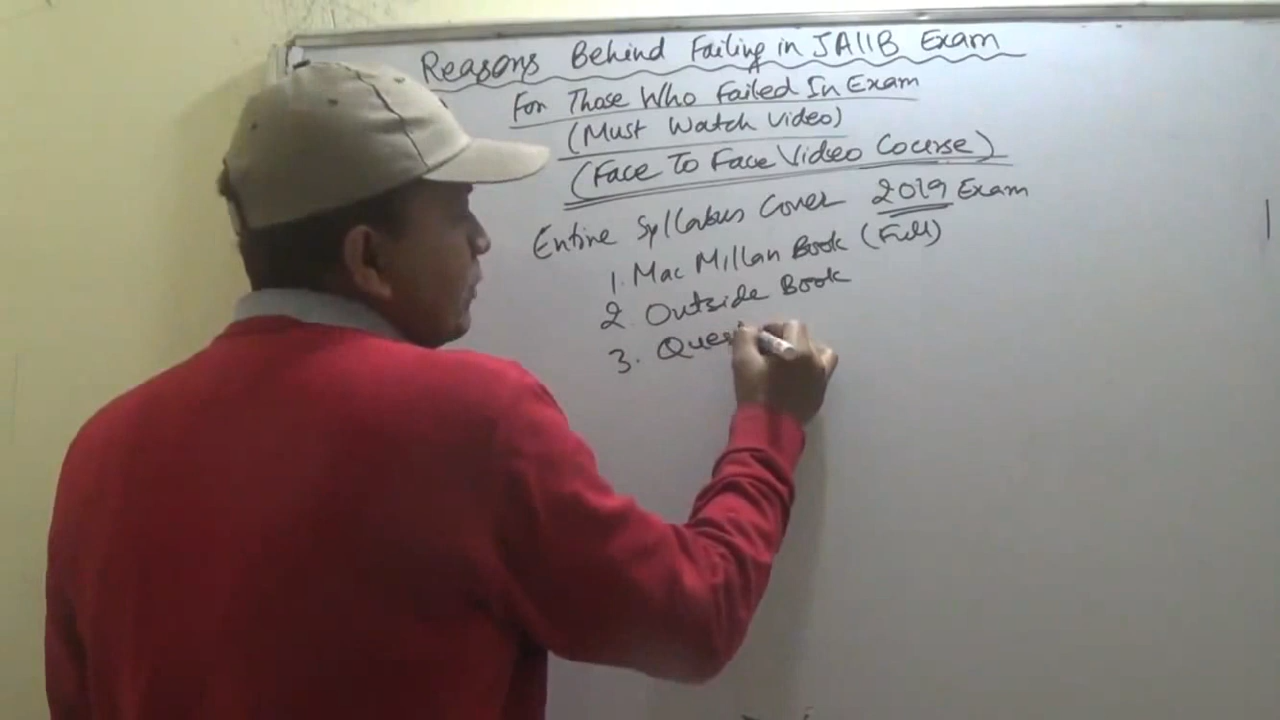 Reasons Behind Failing in JAIIB Exam
For Those Who Failed In Exam
(Must Watch Video)
(Face To Face Video Course)
Entire Syllabus Cover 2019 Exam
1. Mac Millan Book (Full)
2. Outside Book
3. Ques